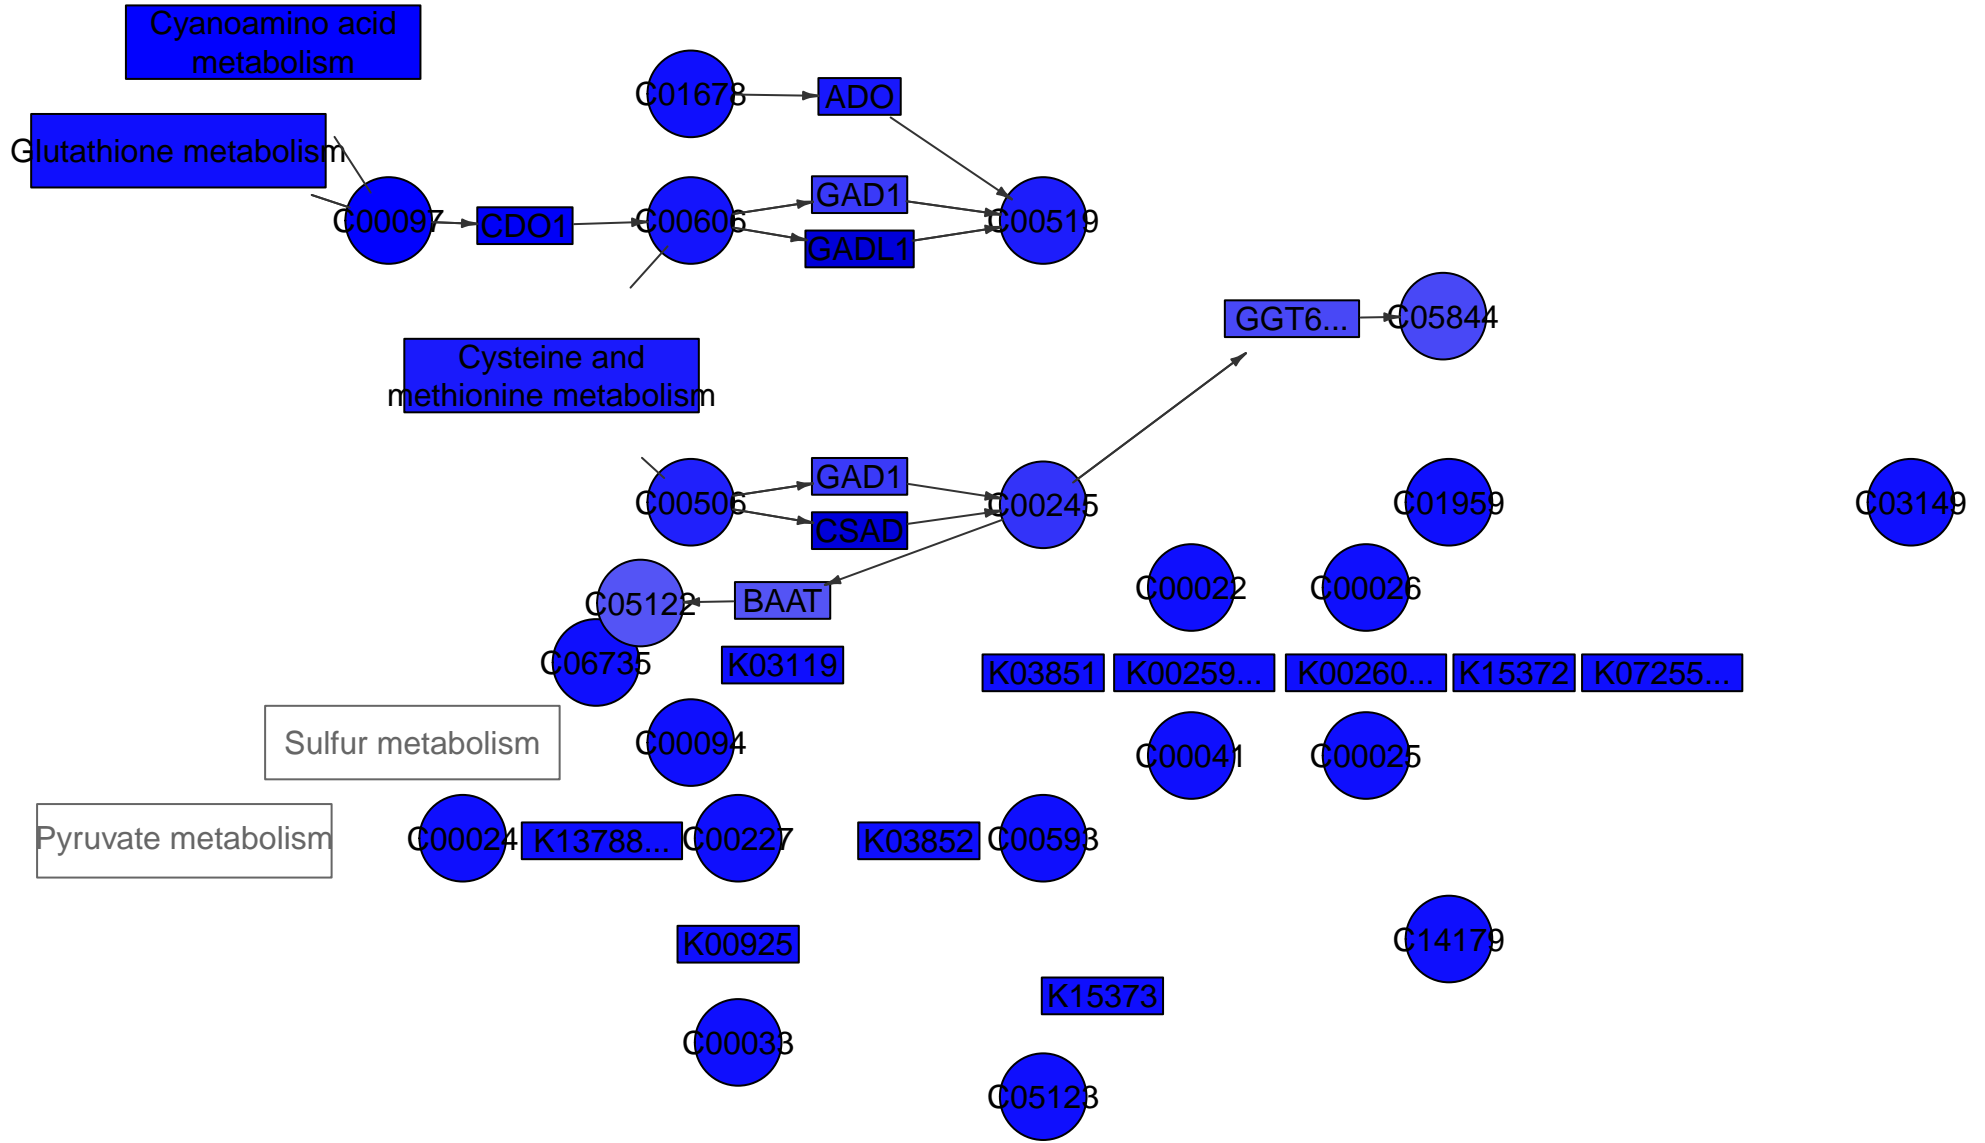 Cyanoamino acid
metabolism
C01678
ADO
Glutathione metabolism
C00097
CDO1
C00606
GAD1
GADL1
C00519
GGT6...
C05844
Cysteine and
methionine metabolism
C00506
GAD1
CSAD
C00245
C01959
C03149
C05122
BAAT
C00022
C00026
C06735
K03119
K03851
K00259...
K00260...
K15372
K07255...
Sulfur metabolism
C00094
C00041
C00025
Pyruvate metabolism
C00024
K13788...
C00227
K03852
C00593
K00925
C14179
K15373
C00033
C05123